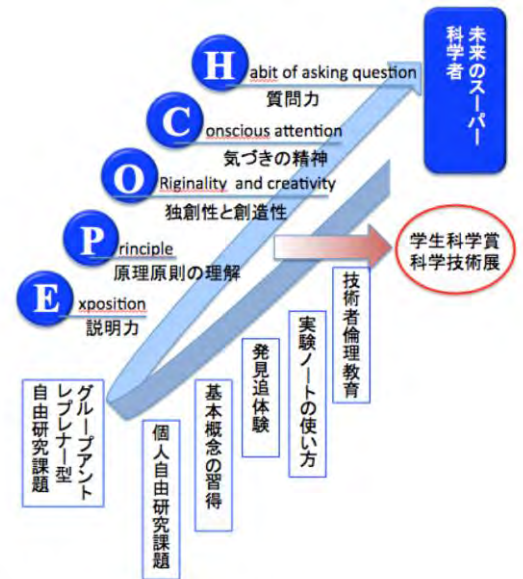 未来のスーパー
科学者
H abit of asking question
質問力
C onscious attention
気づきの精神
O Riginality and creativity
独創性と創造性
P rinciple
原理原則の理解
E xposition
説明力
学生科学賞
科学技術展
グループアント
レプレナー型
自由研究課題
個人自由研究課題
基本概念の習得
発見追体験
実験ノートの使い方
技術者倫理教育